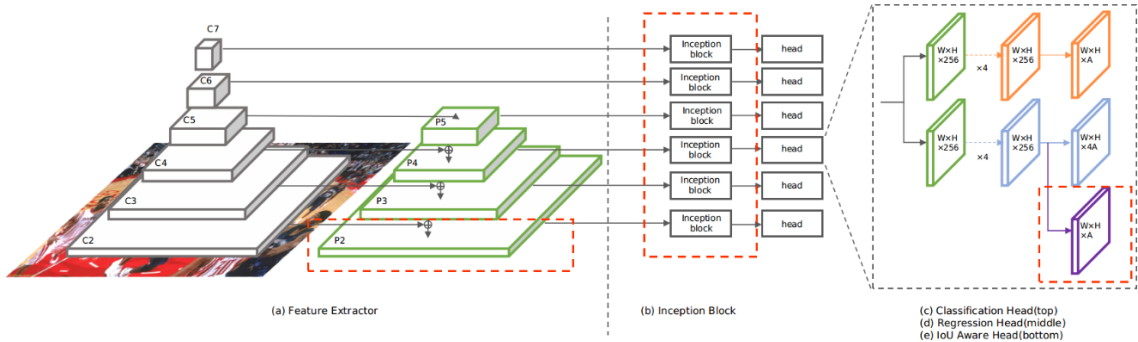 C7
C6
C5
C4
C3
C2
P5
P4
P3
P2
Inception
block
head
Inception
block
head
Inception
block
head
Inception
block
head
Inception
block
head
Inception
block
head
W×H
×256
×4
W×H
×256
W×H
×A
W×H
×256
×4
W×H
×256
W×H
×4A
W×H
×A
(a) Feature Extractor
(b) Inception Block
(c) Classification Head(top)
(d) Regression Head(middle)
(e) IoU Aware Head(bottom)